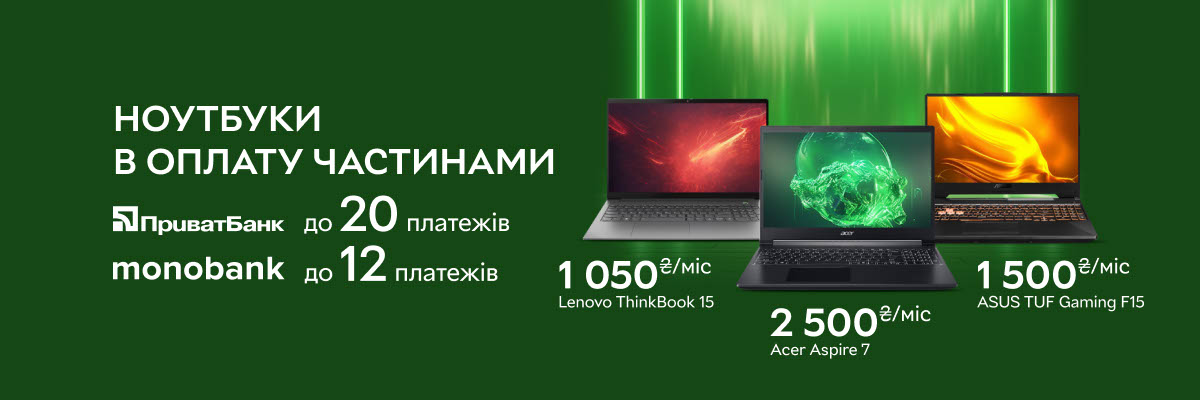 НОУТБУКИ
В ОПЛАТУ ЧАСТИНАМИ
ПриватБанк до 20 платежів
monobank до 12 платежів
1 050₴/міс
Lenovo ThinkBook 15
acer
2 500₴/міс
Acer Aspire 7
1 500₴/міс
ASUS TUF Gaming F15